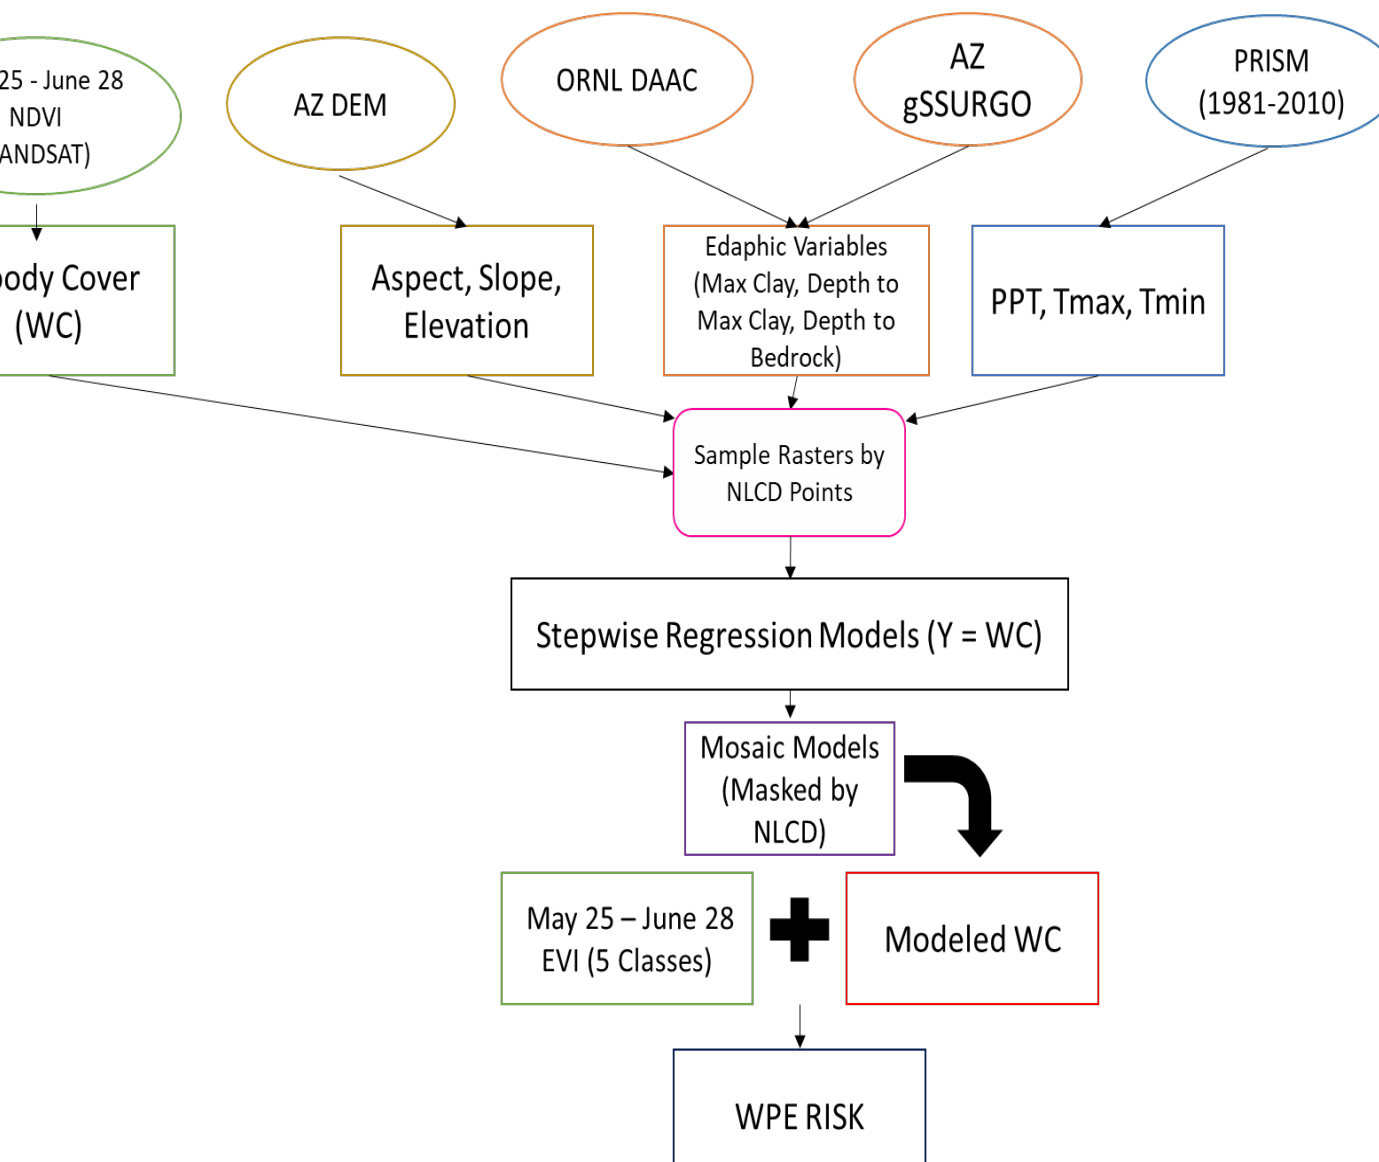 25 - June 28
NDVI
ANDSAT)
AZ DEM
ORNL DAAC
AZ
gSSURGO
PRISM
(1981-2010)
ody Cover
(WC)
Aspect, Slope,
Elevation
Edaphic Variables
(Max Clay, Depth to
Max Clay, Depth to
Bedrock)
PPT, Tmax, Tmin
Sample Rasters by
NLCD Points
Stepwise Regression Models (Y = WC)
Mosaic Models
(Masked by
NLCD)
May 25 – June 28
EVI (5 Classes)
Modeled WC
WPE RISK